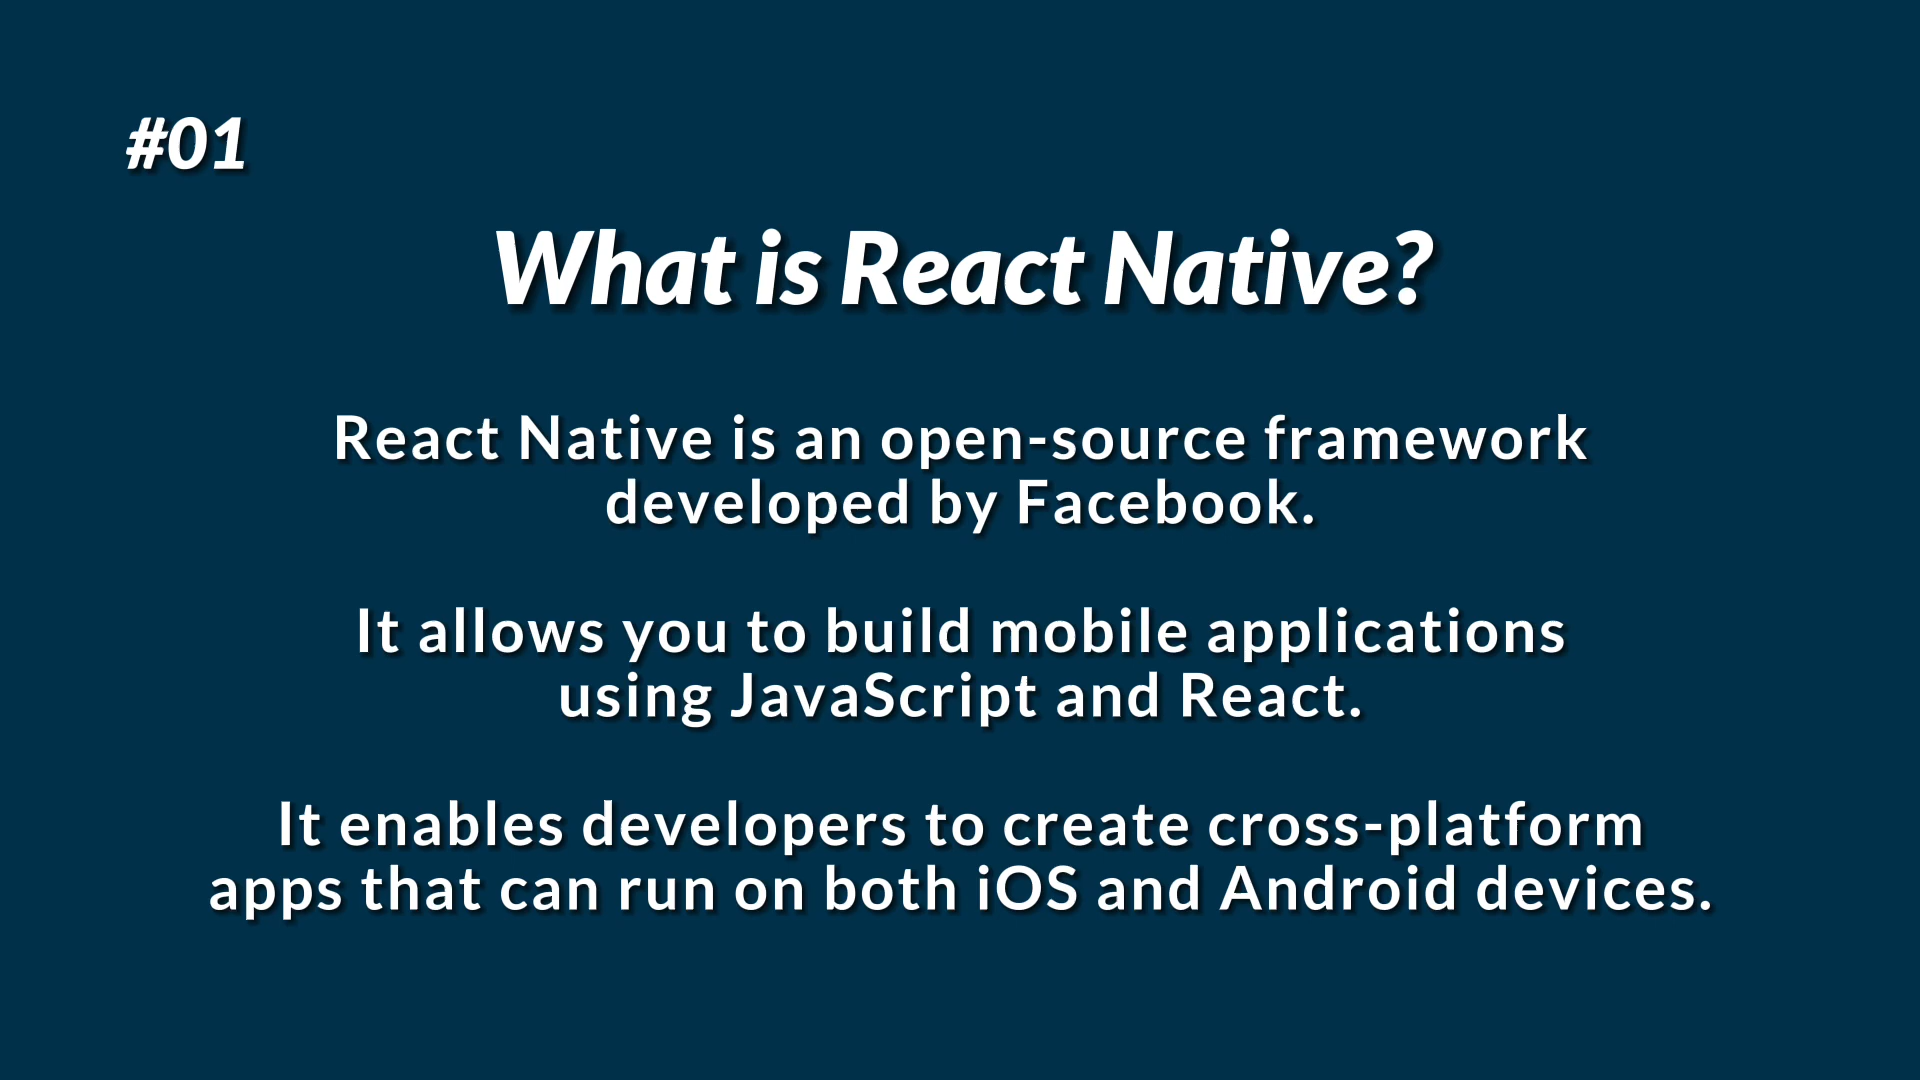 #01
What is React Native?
React Native is an open-source framework
developed by Facebook.
It allows you to build mobile applications
using JavaScript and React.
It enables developers to create cross-platform
apps that can run on both iOS and Android devices.